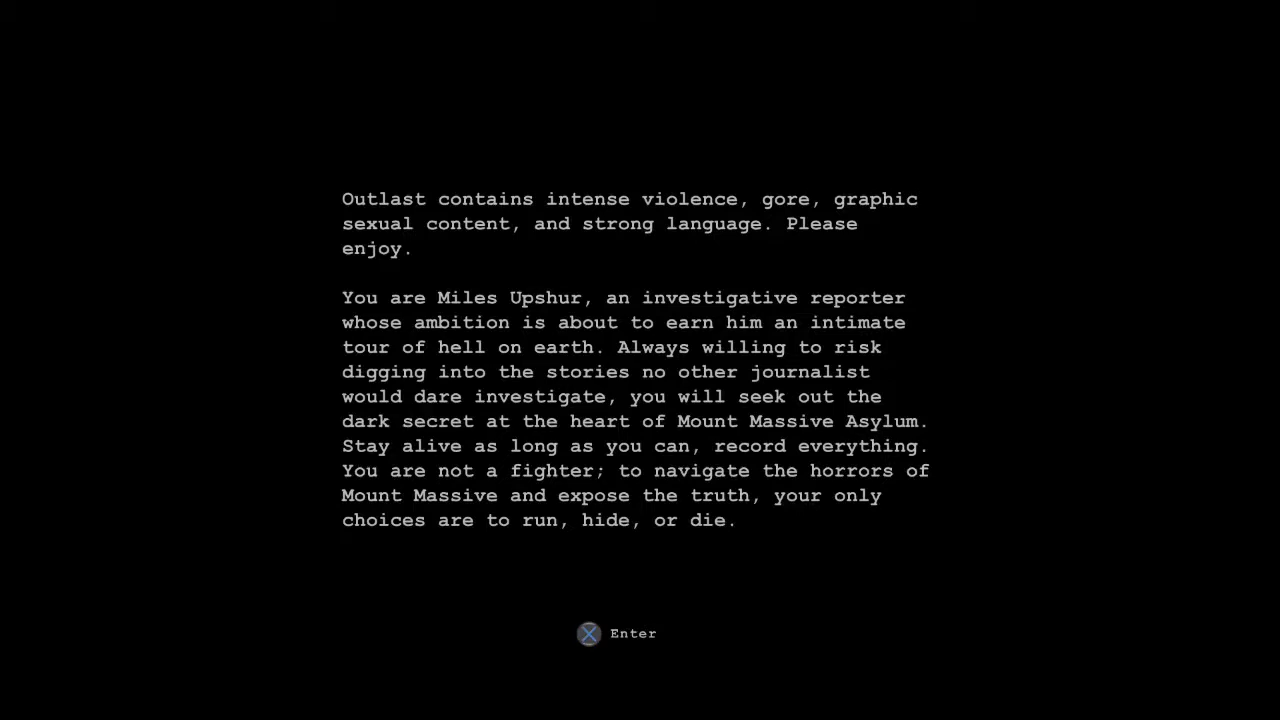 Outlast contains intense violence, gore, graphic
sexual content, and strong language. Please
enjoy.
You are Miles Upshur, an investigative reporter
whose ambition is about to earn him an intimate
tour of hell on earth. Always willing to risk
digging into the stories no other journalist
would dare investigate, you will seek out the
dark secret at the heart of Mount Massive Asylum.
Stay alive as long as you can, record everything.
You are not a fighter; to navigate the horrors of
Mount Massive and expose the truth, your only
choices are to run, hide, or die.
Enter